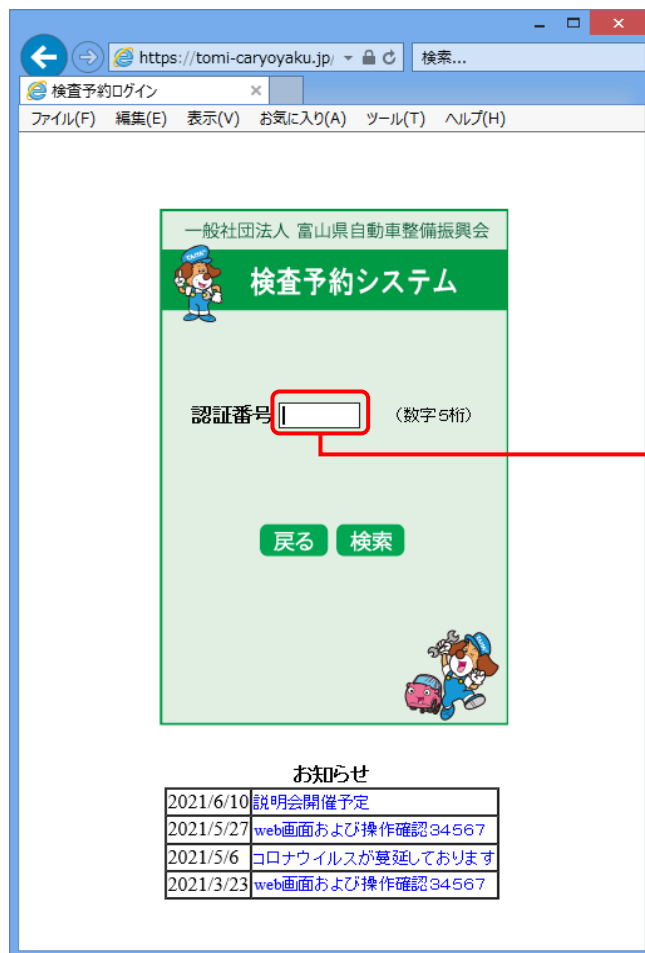 https://tomi-caryoyaku.jp/
検索...
検査予約ログイン
ファイル(F) 編集(E) 表示(V) お気に入り(A) ツール(T) ヘルプ(H)
一般社団法人 富山県自動車整備振興会
検査予約システム
認証番号 (数字5桁)
戻る 検索
お知らせ
2021/6/10 説明会開催予定
2021/5/27 web画面および操作確認34567
2021/5/6 コロナウイルスが蔓延しております
2021/3/23 web画面および操作確認34567